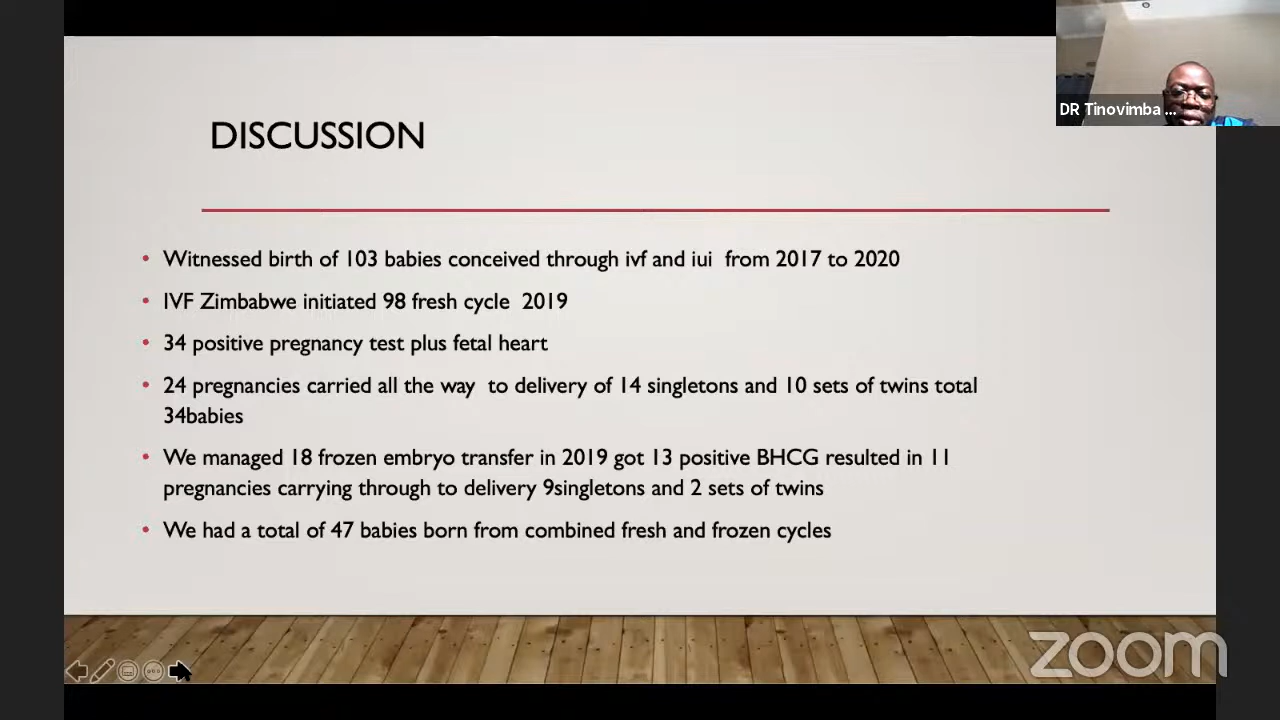 DR Tinovimba ...
DISCUSSION
• Witnessed birth of 103 babies conceived through ivf and iui from 2017 to 2020
• IVF Zimbabwe initiated 98 fresh cycle 2019
• 34 positive pregnancy test plus fetal heart
• 24 pregnancies carried all the way to delivery of 14 singletons and 10 sets of twins total
34babies
• We managed 18 frozen embryo transfer in 2019 got 13 positive BHCG resulted in 11
pregnancies carrying through to delivery 9singletons and 2 sets of twins
• We had a total of 47 babies born from combined fresh and frozen cycles
zoom